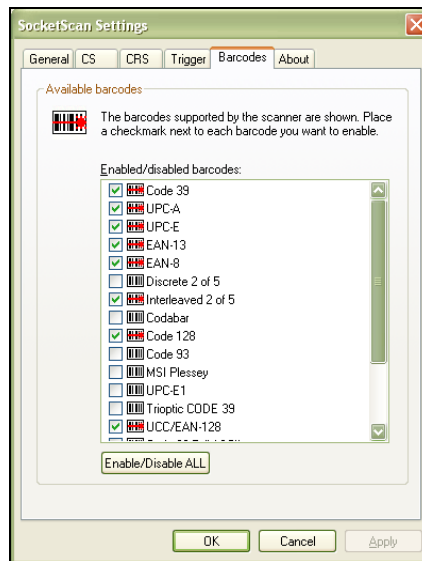 SocketScan Settings
General CS CRS Trigger Barcodes About
Available barcodes
The barcodes supported by the scanner are shown. Place
a checkmark next to each barcode you want to enable.
Enabled/disabled barcodes:
Code 39
UPC-A
UPC-E
EAN-13
EAN-8
Discrete 2 of 5
Interleaved 2 of 5
Codabar
Code 128
Code 93
MSI Plessey
UPC-E1
Trioptic CODE 39
UCC/EAN-128
Enable/Disable ALL
OK Cancel Apply